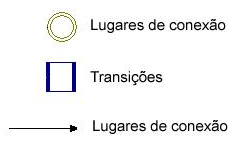 Lugares de conexão
Transições
Lugares de conexão